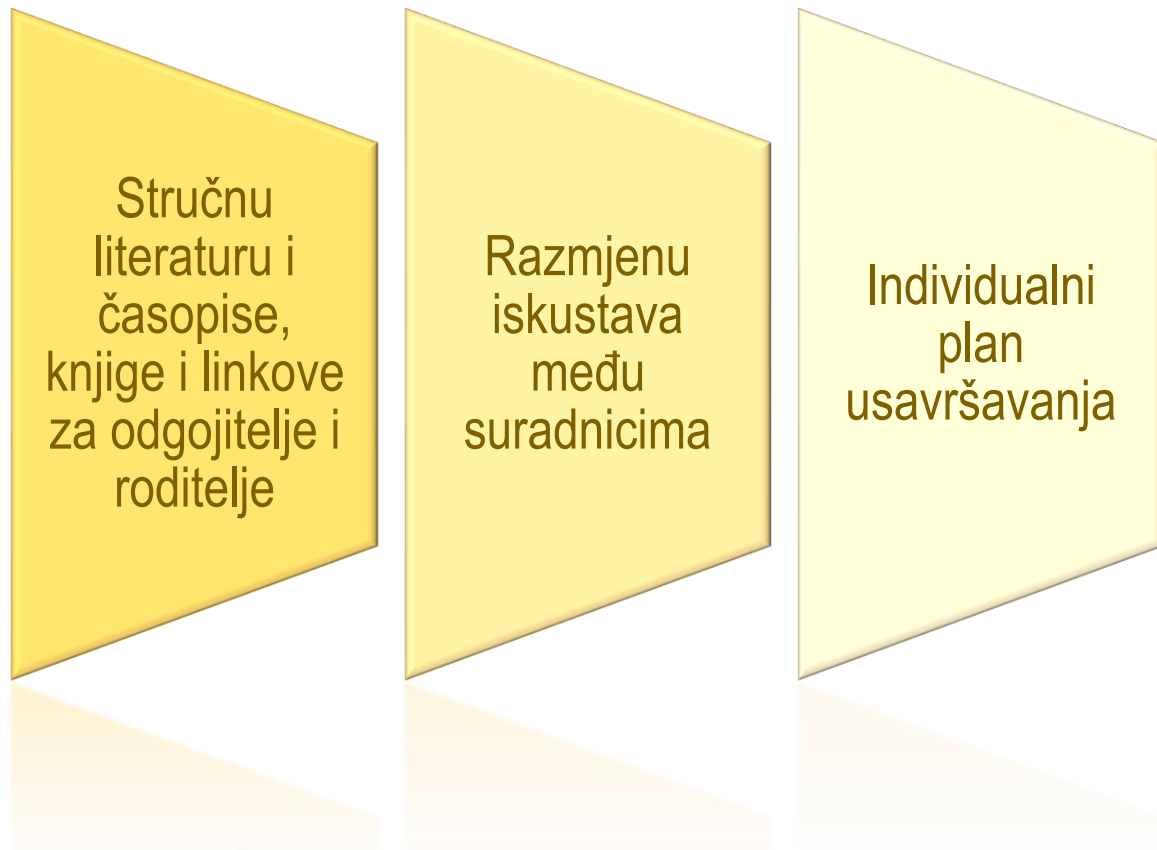 Stručnu
literaturu i
časopise,
knjige i linkove
za odgojitelje i
roditelje
Razmjenu
iskustava
među
suradnicima
Individualni
plan
usavršavanja